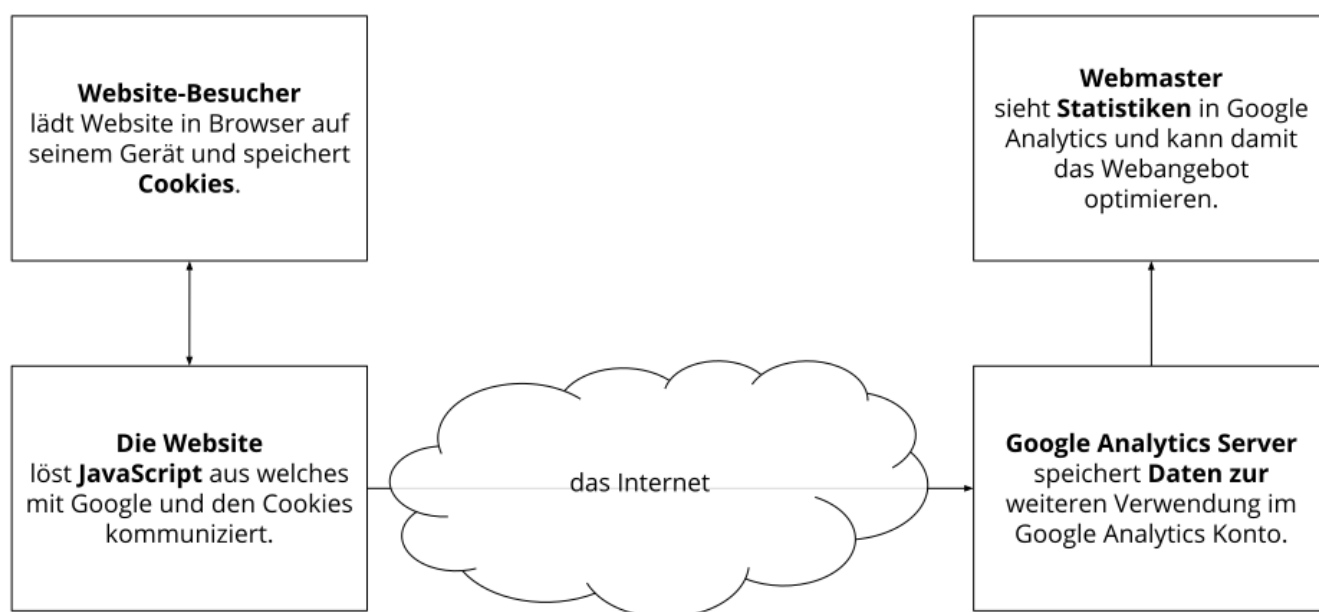 Website-Besucher
lädt Website in Browser auf
seinem Gerät und speichert
Cookies.
Webmaster
sieht Statistiken in Google
Analytics und kann damit
das Webangebot
optimieren.
Die Website
löst JavaScript aus welches
mit Google und den Cookies
kommuniziert.
das Internet
Google Analytics Server
speichert Daten zur
weiteren Verwendung im
Google Analytics Konto.